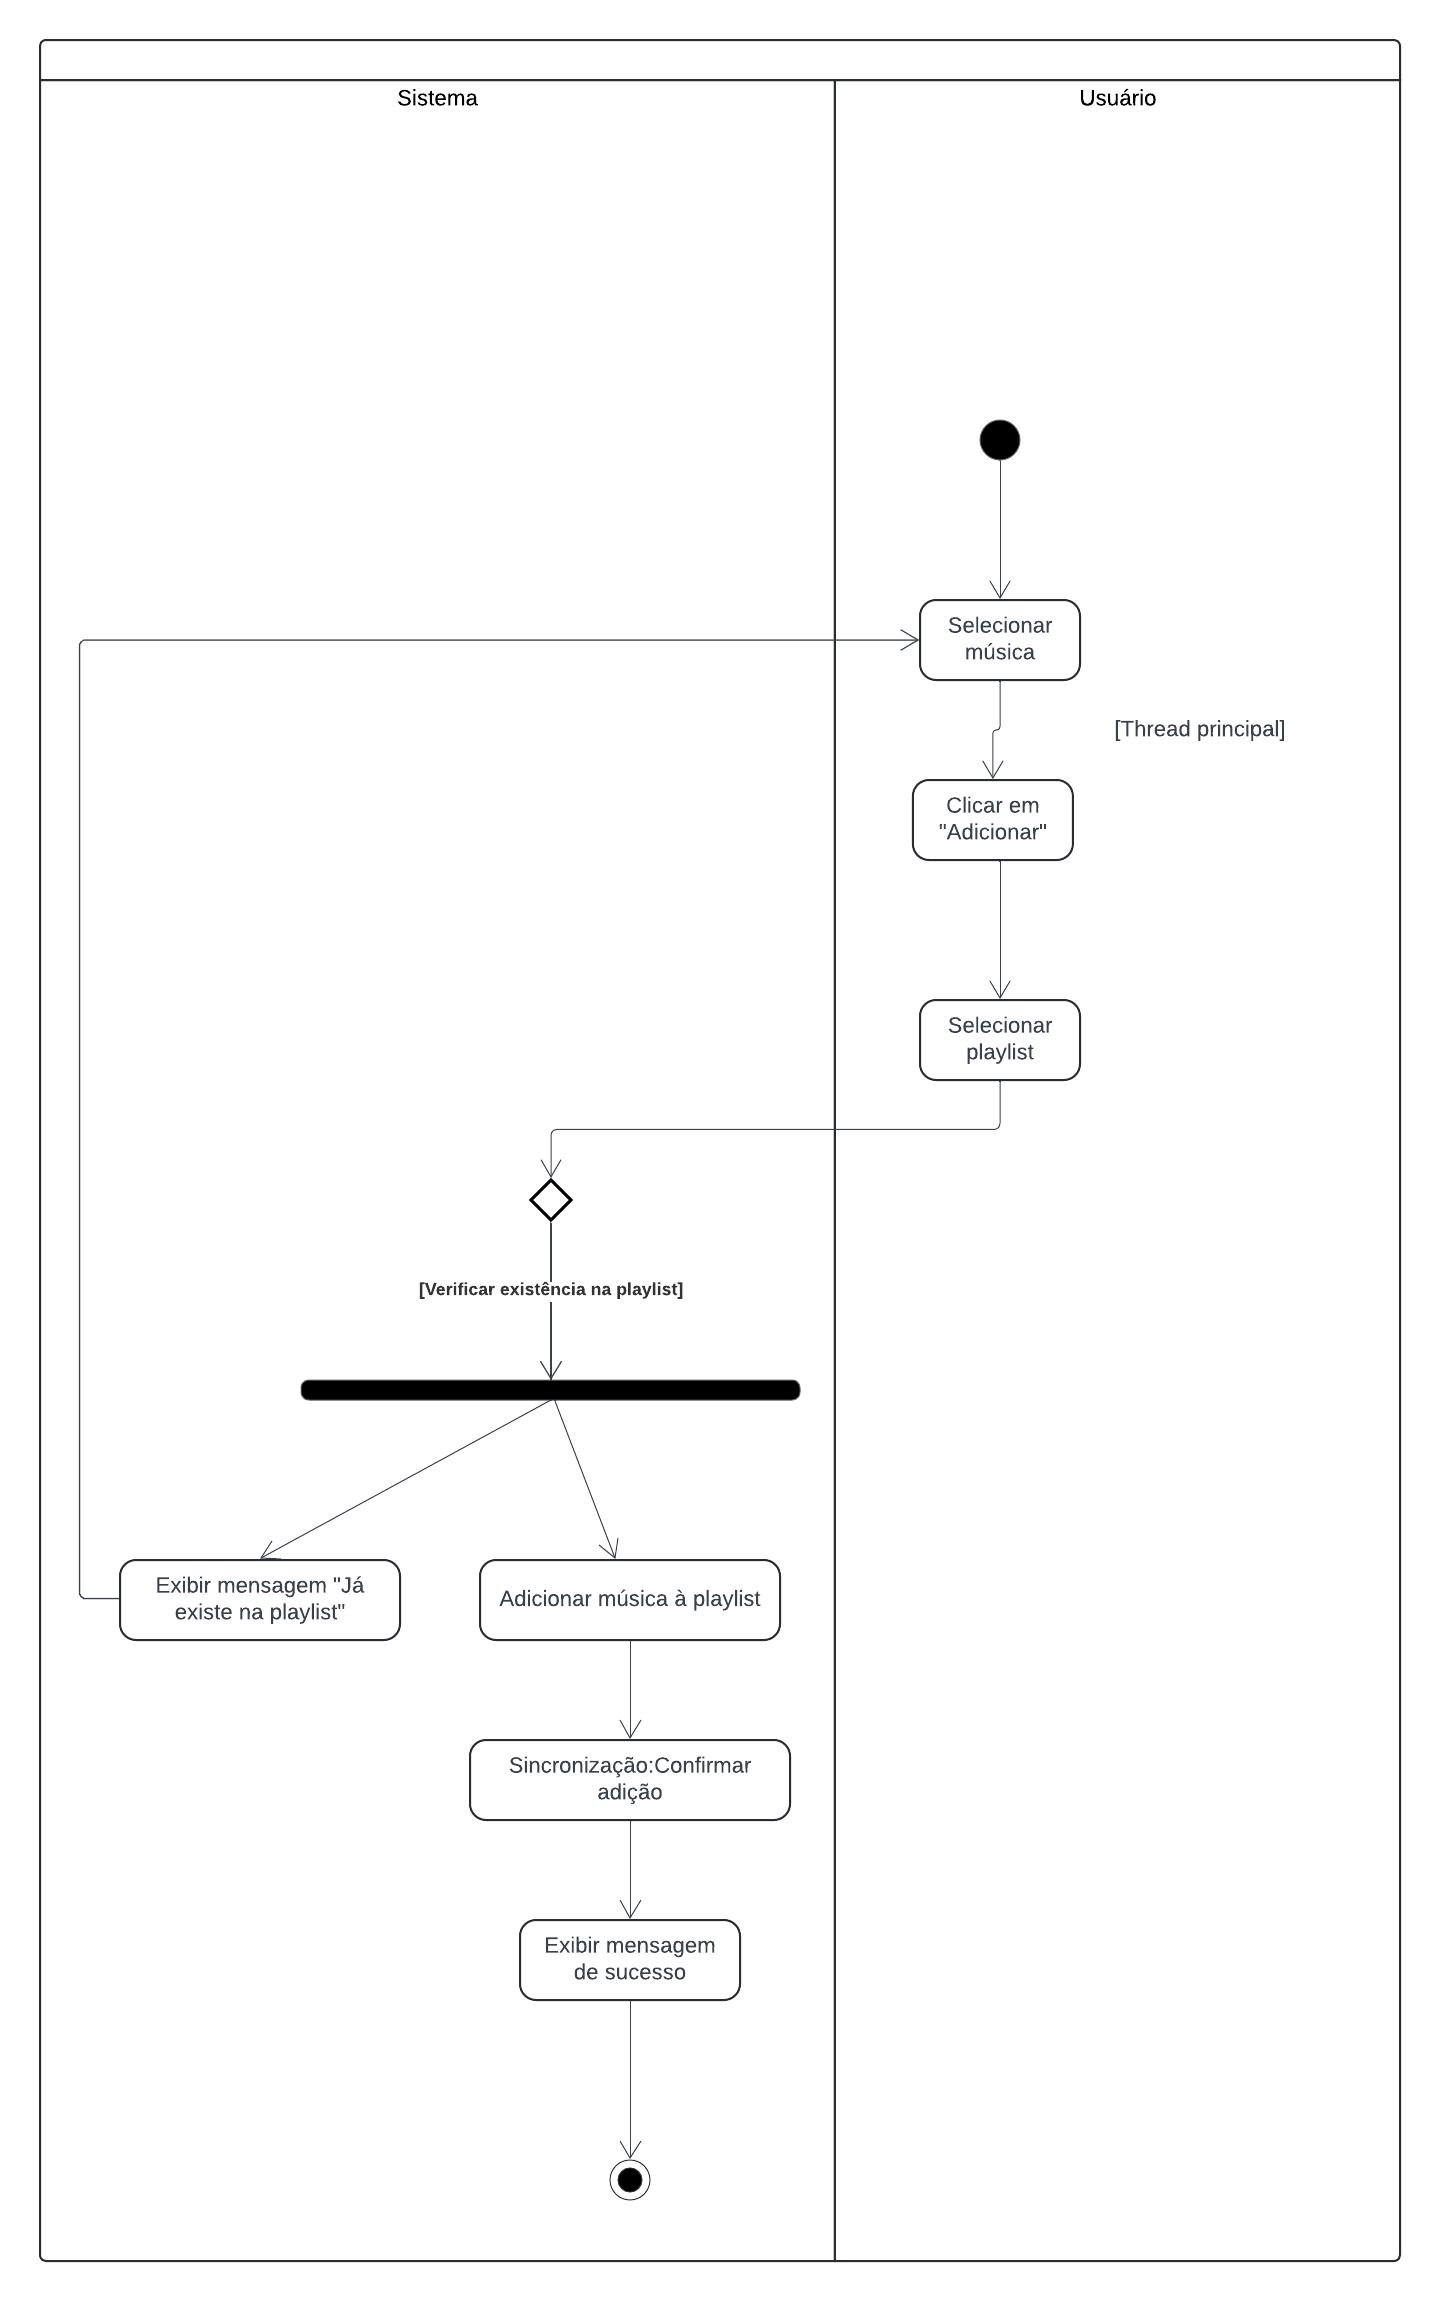 Sistema
Usuário
Selecionar
música
[Thread principal]
Clicar em
"Adicionar"
Selecionar
playlist
[Verificar existência na playlist]
Exibir mensagem "Já
existe na playlist"
Adicionar música à playlist
Sincronização:Confirmar
adição
Exibir mensagem
de sucesso